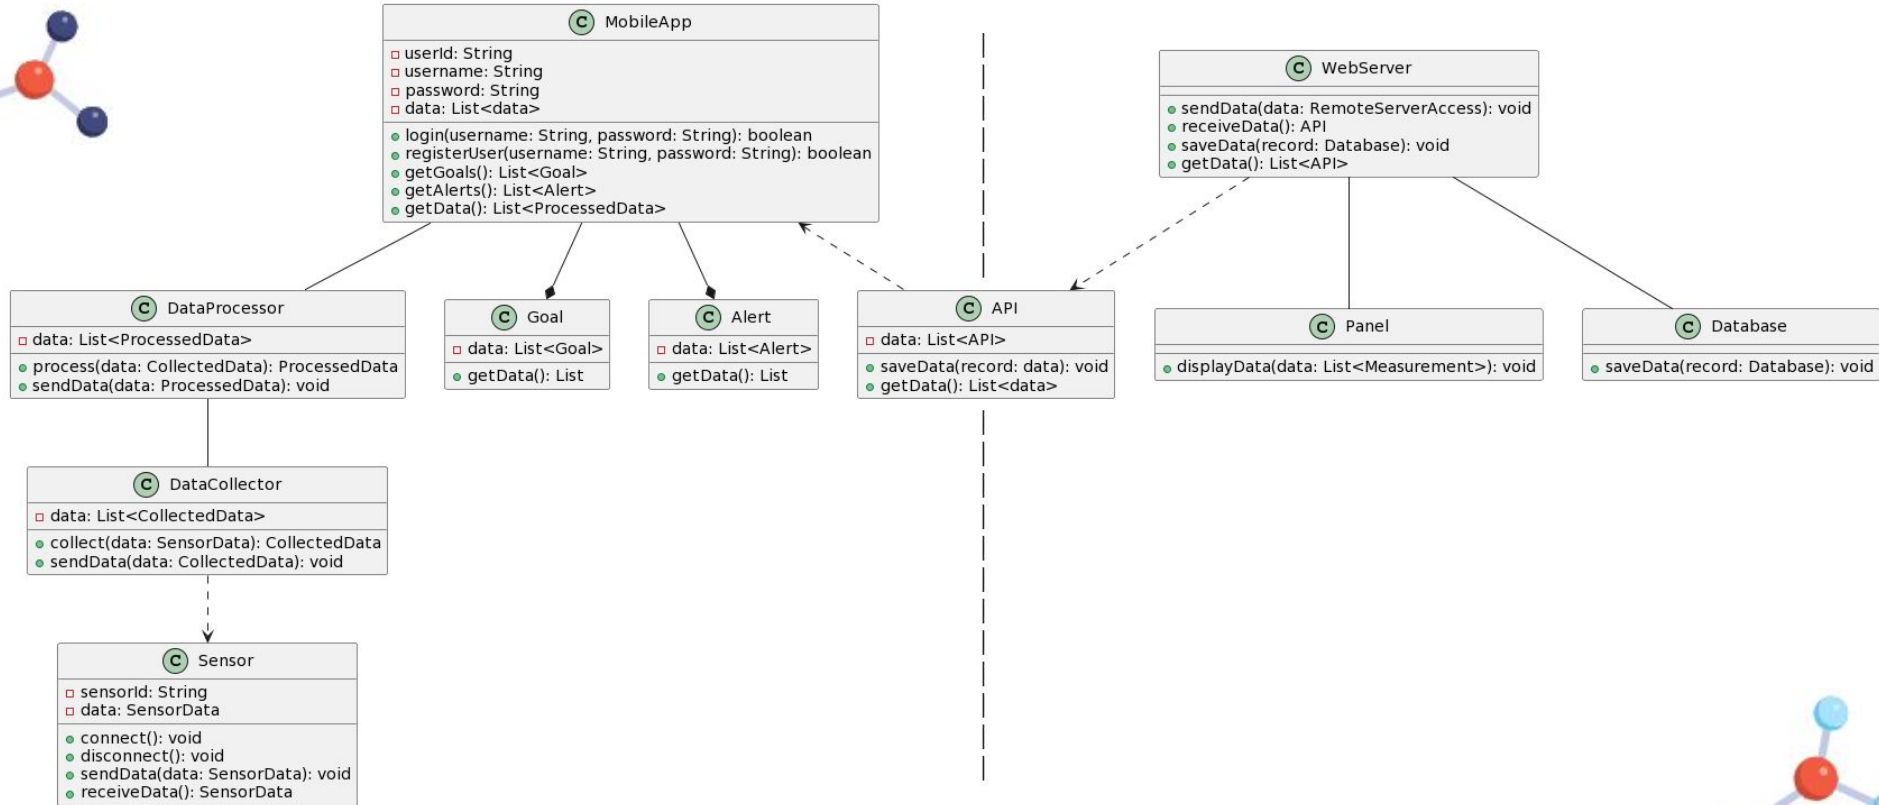 C MobileApp
userId: String
username: String
password: String
data: List<data>
login(username: String, password: String): boolean
registerUser(username: String, password: String): boolean
getGoals(): List<Goal>
getAlerts(): List<Alert>
getData(): List<ProcessedData>
C WebServer
sendData(data: RemoteServerAccess): void
receiveData(): API
saveData(record: Database): void
getData(): List<API>
C DataProcessor
data: List<ProcessedData>
process(data: CollectedData): ProcessedData
sendData(data: ProcessedData): void
C Goal
data: List<Goal>
getData(): List
C Alert
data: List<Alert>
getData(): List
C API
data: List<API>
saveData(record: data): void
getData(): List<data>
C Panel
displayData(data: List<Measurement>): void
C Database
saveData(record: Database): void
C DataCollector
data: List<CollectedData>
collect(data: SensorData): CollectedData
sendData(data: CollectedData): void
C Sensor
sensorId: String
data: SensorData
connect(): void
disconnect(): void
sendData(data: SensorData): void
receiveData(): SensorData